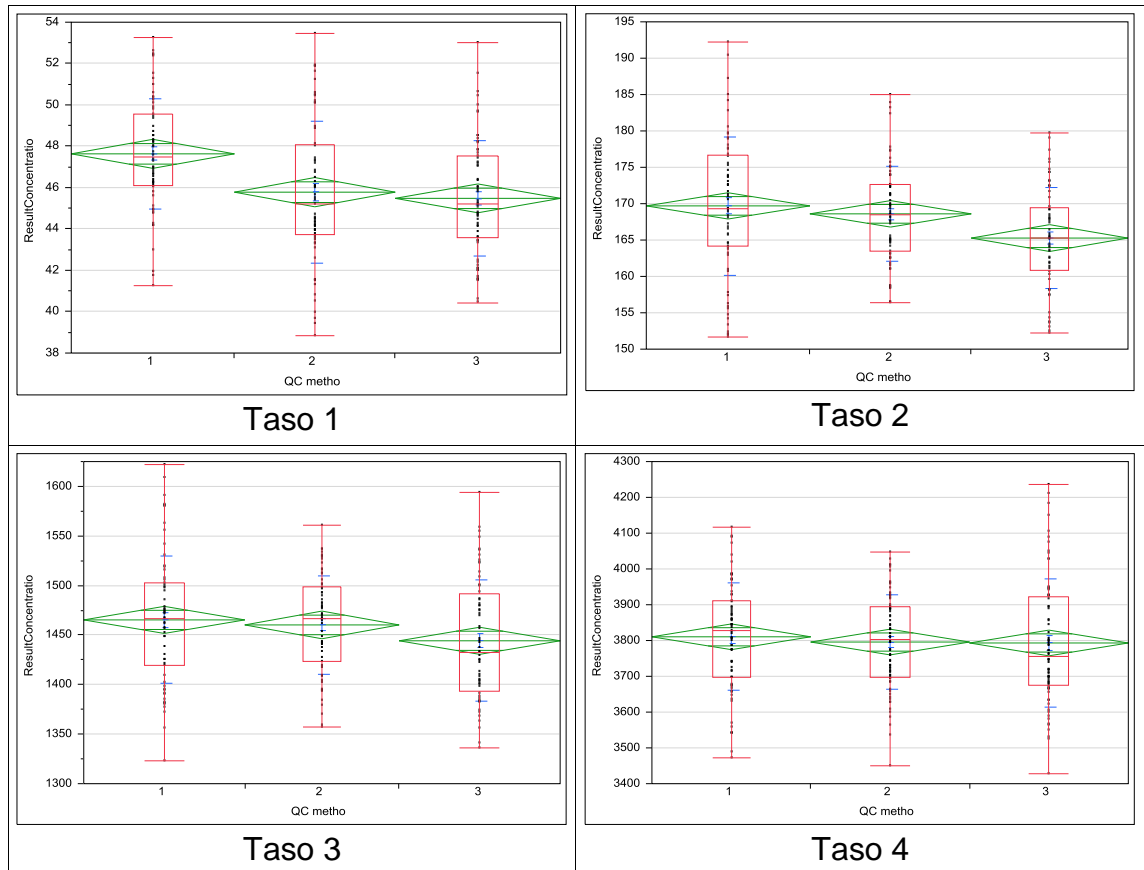 54
52
50
48
46
44
42
40
38
ResultConcentratio
1 2 3
QC metho
Taso 1
195
190
185
180
175
170
165
160
155
150
ResultConcentratio
1 2 3
QC metho
Taso 2
1600
1550
1500
1450
1400
1350
1300
ResultConcentratio
1 2 3
QC metho
Taso 3
4300
4200
4100
4000
3900
3800
3700
3600
3500
3400
ResultConcentratio
1 2 3
QC metho
Taso 4